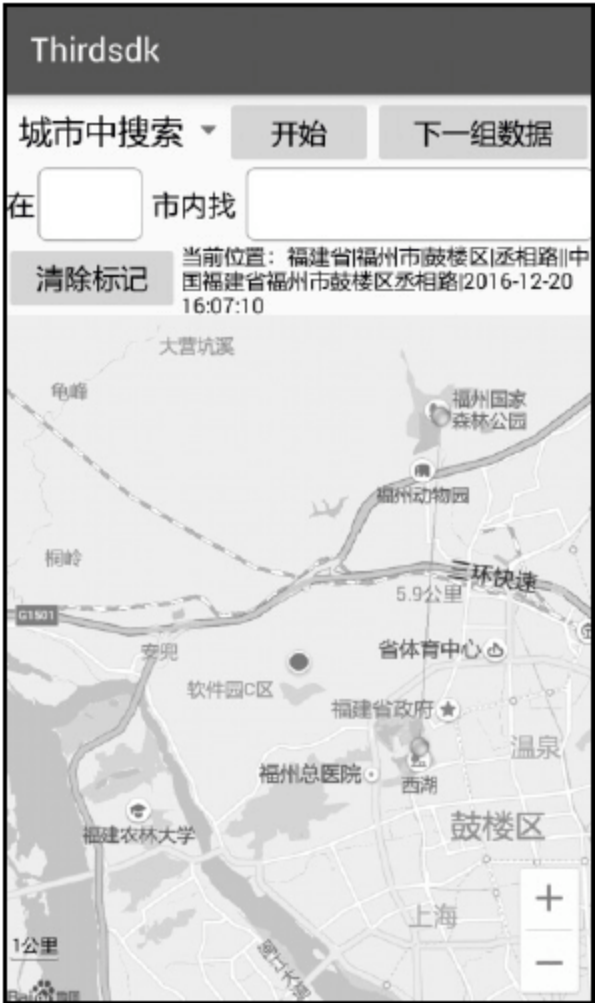 Thirdsdk
城市中搜索 开始 下一组数据
在 市内找
清除标记
当前位置：福建省|福州市|鼓楼区|丞相路||中
国福建省福州市鼓楼区丞相路|2016-12-20
16:07:10
大营坑溪
龟峰
福州国家
森林公园
福州动物园
桐岭
三环快速
5.9公里
G1501
安兜
省体育中心
软件园C区
福建省政府
温泉
福州总医院
西湖
福建农林大学
鼓楼区
上海
+
1公里
−
Bai 地图